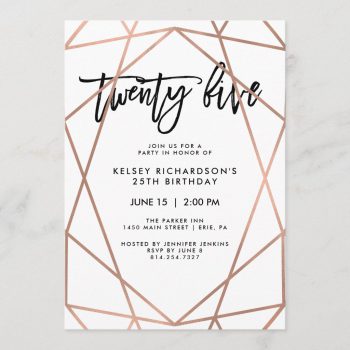 twenty five
JOIN US FOR A
PARTY IN HONOR OF
KELSEY RICHARDSON'S
25TH BIRTHDAY
JUNE 15 | 2:00 PM
THE PARKER INN
1450 MAIN STREET | ERIE, PA
HOSTED BY JENNIFER JENKINS
RSVP BY JUNE 8
814.254.7327